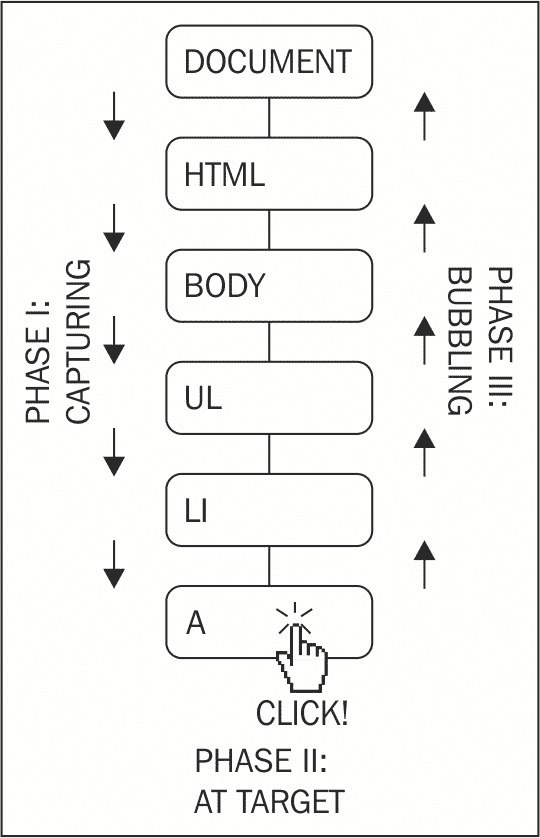 DOCUMENT
HTML
BODY
UL
LI
A
PHASE I:
CAPTURING
PHASE III:
BUBBLING
CLICK!
PHASE II:
AT TARGET